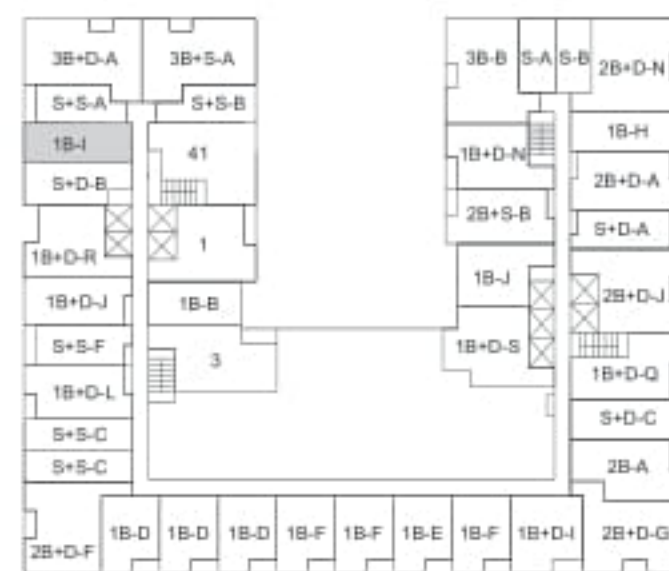 3B+D-A
3B+S-A
S+S-A
S+S-B
1B-I
41
S+D-B
1
1B+D-R
1B+D-J
1B-B
S+S-F
3
1B+D-L
S+S-C
S+S-C
2B+D-F
1B-D
1B-D
1B-D
1B-F
1B-F
1B-E
1B-F
1B+D-I
2B+D-G
3B-B
S-A
S-B
2B+D-N
1B+D-N
1B-H
2B+D-A
2B+S-B
S+D-A
1B-J
2B+D-J
1B+D-S
1B+D-Q
S+D-C
2B-A